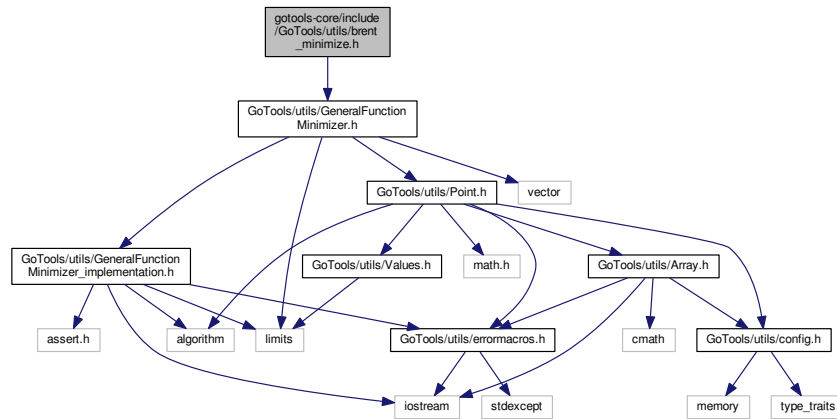 gotools-core/include
/GoTools/utils/brent
_minimize.h
GoTools/utils/GeneralFunction
Minimizer.h
GoTools/utils/Point.h
vector
GoTools/utils/GeneralFunction
Minimizer_implementation.h
GoTools/utils/Values.h
math.h
GoTools/utils/Array.h
assert.h
algorithm
limits
GoTools/utils/errormacros.h
cmath
GoTools/utils/config.h
iostream
stdexcept
memory
type_traits